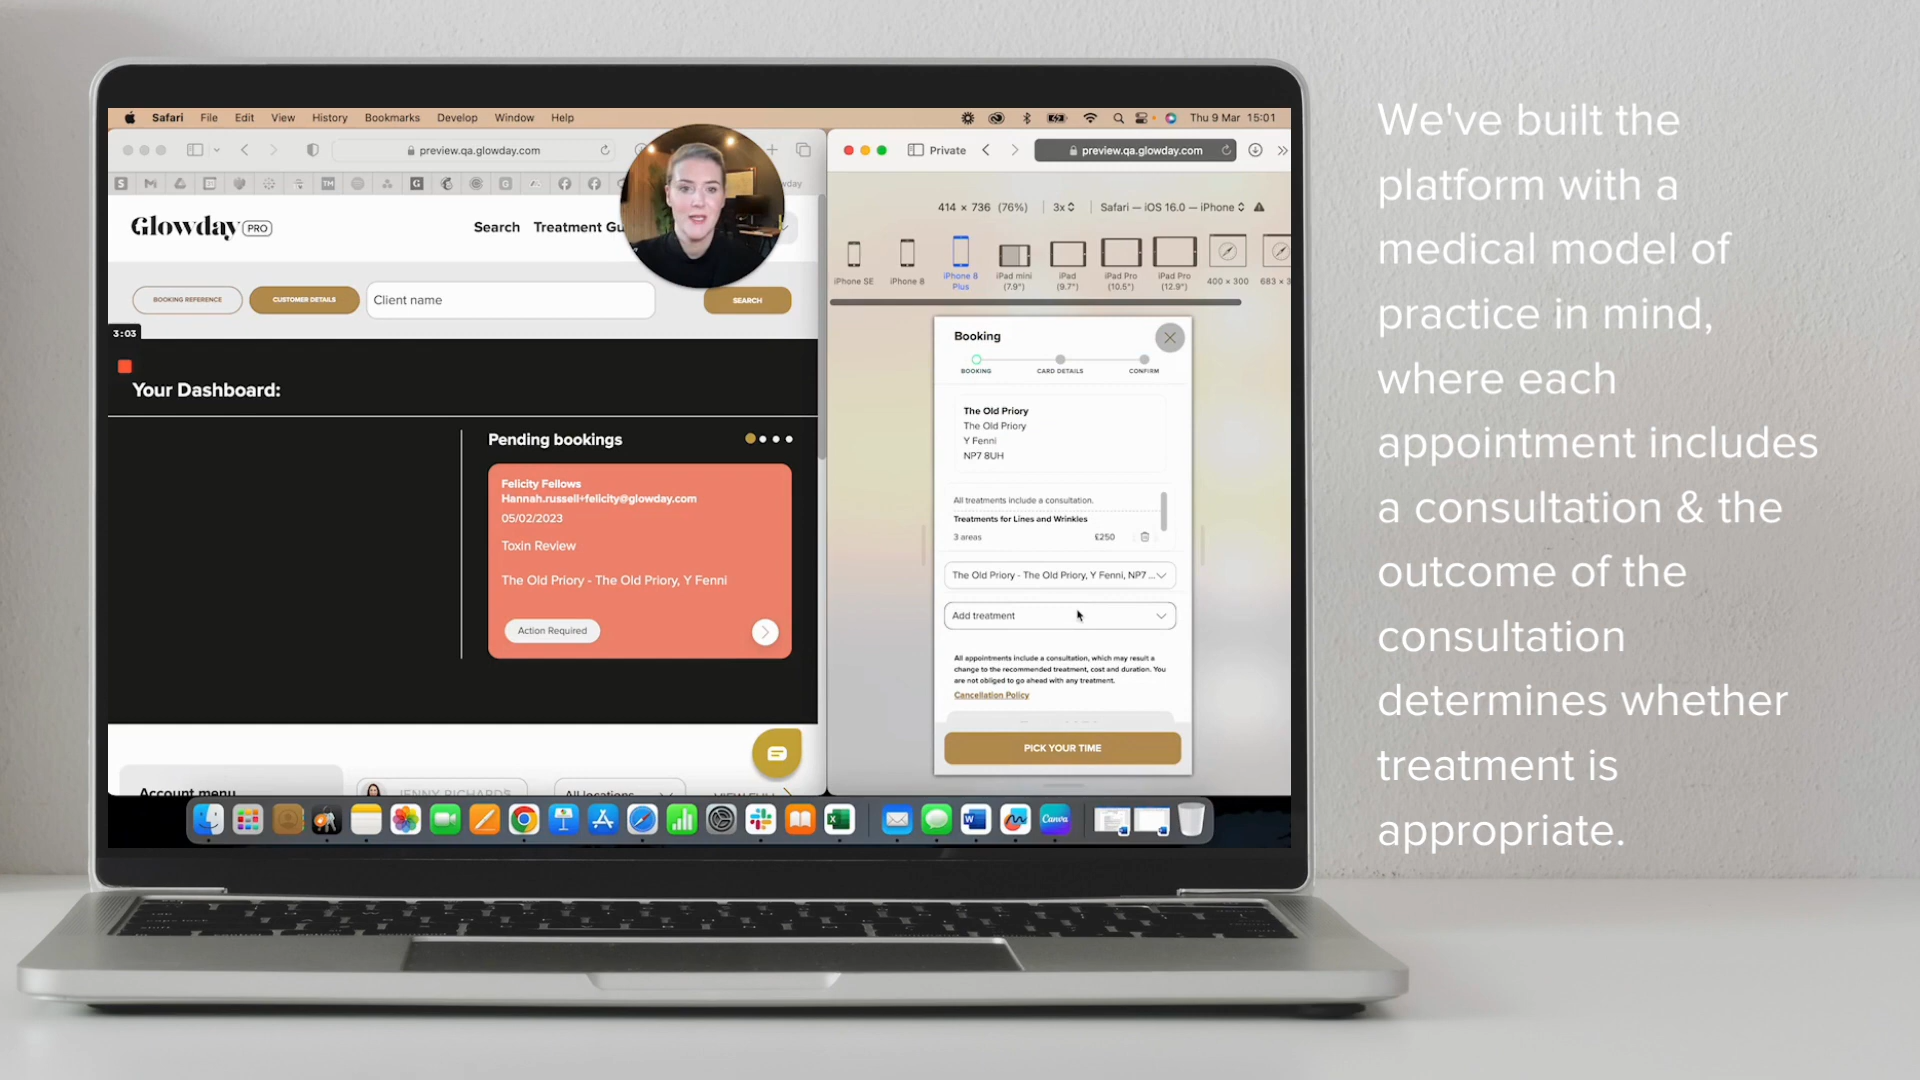 Safari File Edit View History Bookmarks Develop Window Help
Thu 9 Mar 15:01
preview.qa.glowday.com
Private
preview.qa.glowday.com
Glowday PRO
Search
BOOKING REFERENCE
CUSTOMER DETAILS
Client name
SEARCH
3:03
Your Dashboard:
Pending bookings
Felicity Fellows
Hannah.russell+felicity@glowday.com
05/02/2023
Toxin Review
The Old Priory - The Old Priory, Y Fenni
Action Required
Account menu
JENNY RICHARDS
All locations
414 × 736 (76%)
3x
Safari — iOS 16.0 — iPhone
iPhone SE
iPhone 8
iPhone 8
Plus
iPad mini
(7.9")
iPad
(9.7")
iPad Pro
(10.5")
iPad Pro
(12.9")
400 × 300
Booking
BOOKING
CARD DETAILS
CONFIRM
The Old Priory
The Old Priory
Y Fenni
NP7 8UH
All treatments include a consultation.
Treatments for Lines and Wrinkles
3 areas £250
The Old Priory - The Old Priory, Y Fenni, NP7 ...
Add treatment
All appointments include a consultation, which may result a
change to the recommended treatment, cost and duration. You
are not obliged to go ahead with any treatment.
Cancellation Policy
PICK YOUR TIME
Canva
We've built the
platform with a
medical model of
practice in mind,
where each
appointment includes
a consultation & the
outcome of the
consultation
determines whether
treatment is
appropriate.